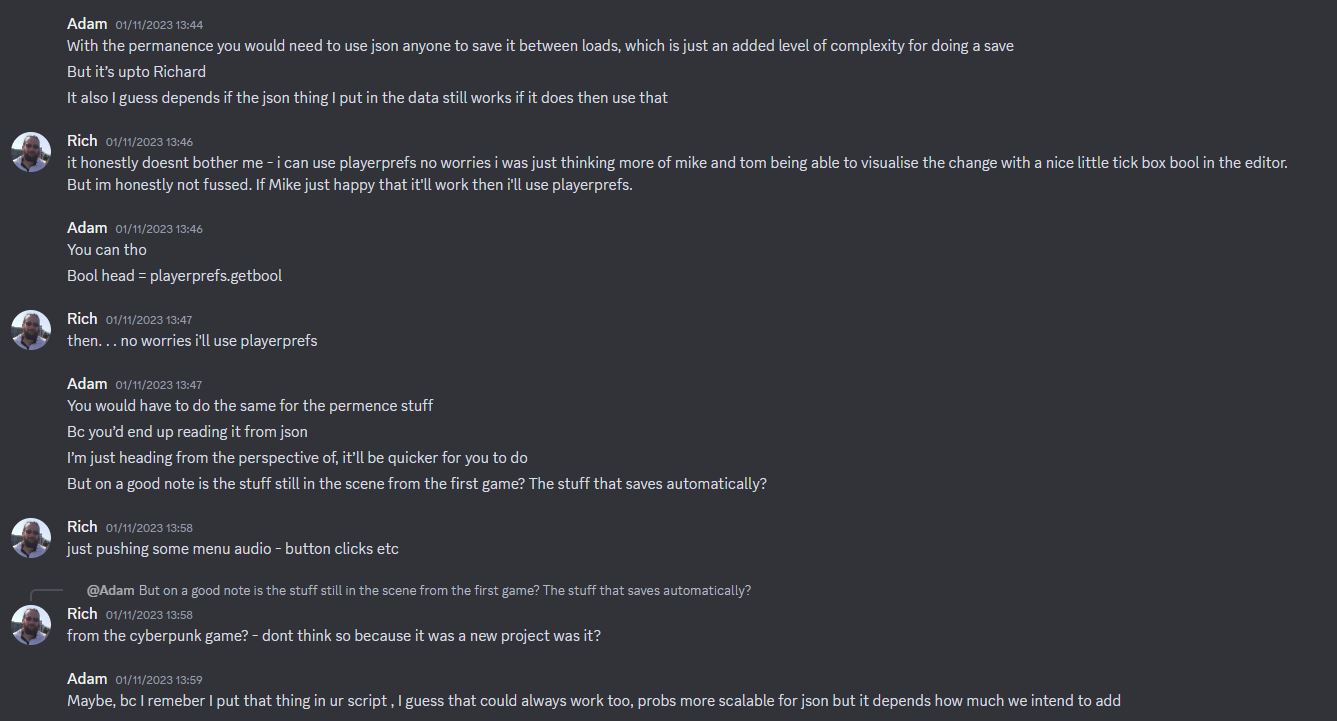 Adam 01/11/2023 13:44
With the permanence you would need to use json anyone to save it between loads, which is just an added level of complexity for doing a save
But it's upto Richard
It also I guess depends if the json thing I put in the data still works if it does then use that
Rich 01/11/2023 13:46
it honestly doesnt bother me - i can use playerprefs no worries i was just thinking more of mike and tom being able to visualise the change with a nice little tick box bool in the editor.
But im honestly not fussed. If Mike just happy that it'll work then i'll use playerprefs.
Adam 01/11/2023 13:46
You can tho
Bool head = playerprefs.getbool
Rich 01/11/2023 13:47
then. . . no worries i'll use playerprefs
Adam 01/11/2023 13:47
You would have to do the same for the permence stuff
Bc you'd end up reading it from json
I'm just heading from the perspective of, it'll be quicker for you to do
But on a good note is the stuff still in the scene from the first game? The stuff that saves automatically?
Rich 01/11/2023 13:58
just pushing some menu audio - button clicks etc
@Adam But on a good note is the stuff still in the scene from the first game? The stuff that saves automatically?
Rich 01/11/2023 13:58
from the cyberpunk game? - dont think so because it was a new project was it?
Adam 01/11/2023 13:59
Maybe, bc I remeber I put that thing in ur script , I guess that could always work too, probs more scalable for json but it depends how much we intend to add